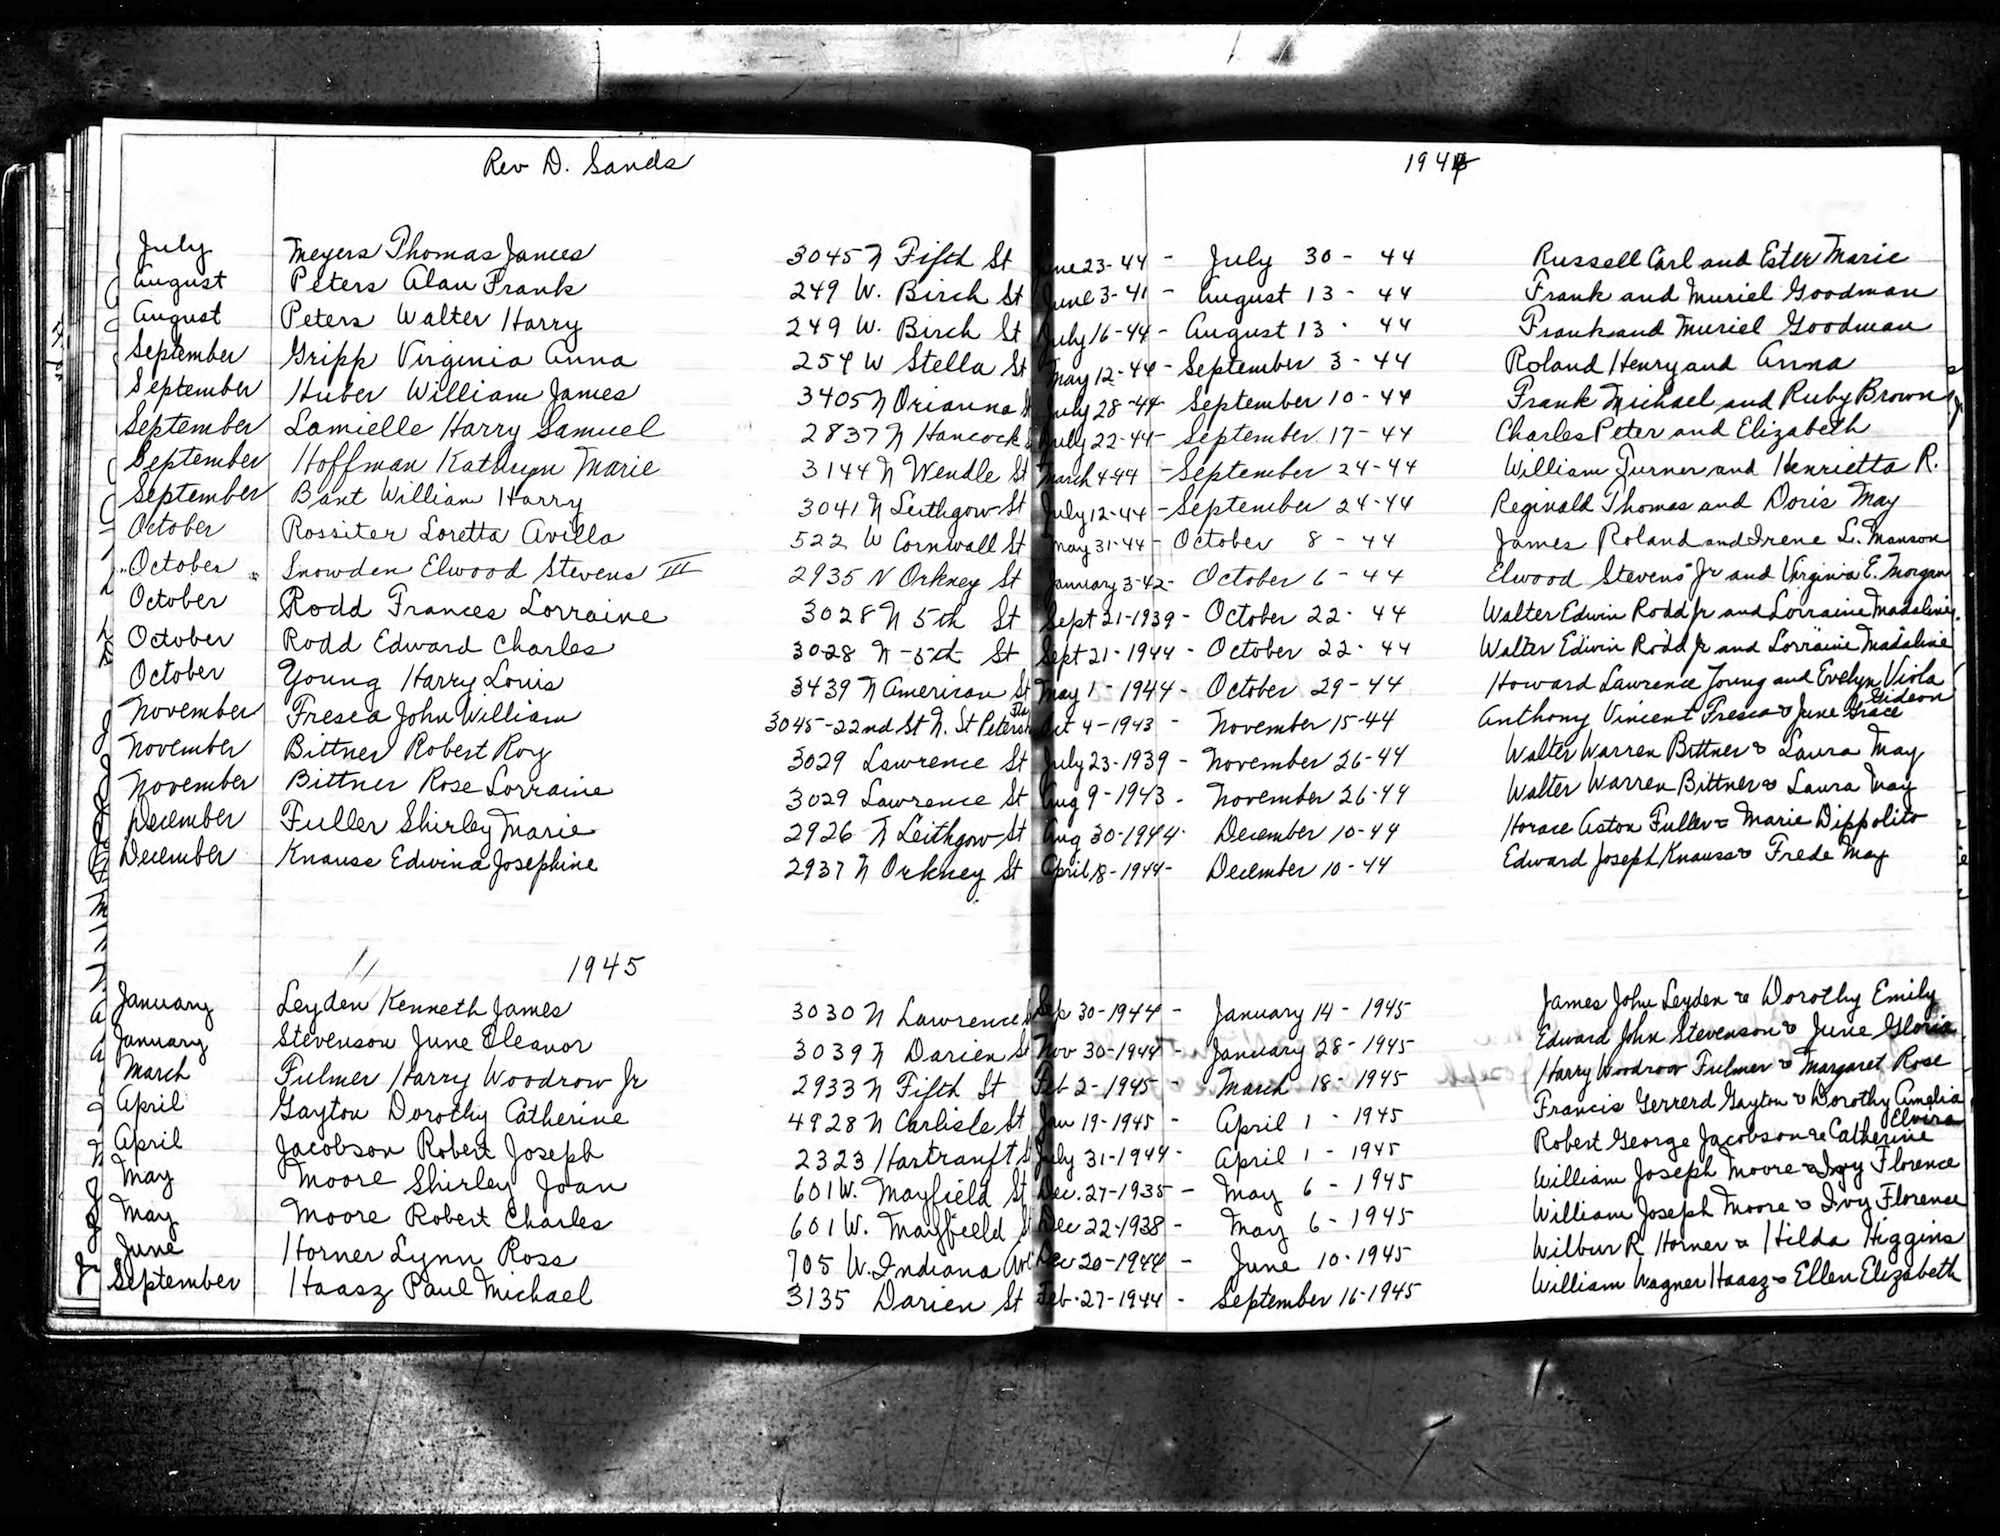 Rev D. Sands 1944
July Meyers Thomas James 3045 N Fifth St June 23-44 - July 30 - 44 Russell Carl and Ester Marie
August Peters Alan Frank 249 W. Birch St June 3-41 - August 13 - 44 Frank and Muriel Goodman
August Peters Walter Harry 249 W. Birch St July 16-44 - August 13 - 44 Frank and Muriel Goodman
September Gripp Virginia Anna 254 W Stella St May 12-44 - September 3 - 44 Roland Henry and Anna
September Huber William James 3405 N Orianna St July 28-44 - September 10 - 44 Frank Michael and Ruby Brown
September Lamielle Harry Samuel 2837 N Hancock July 22-44 - September 17 - 44 Charles Peter and Elizabeth
September Hoffman Kathryn Marie 3144 N Wendle St March 4-44 - September 24-44 William Turner and Henrietta R.
September Bant William Harry 3041 N Leithgow St July 12-44 - September 24-44 Reginald Thomas and Doris May
October Rossiter Loretta Avilla 522 W Cornwall St May 31-44 - October 8 - 44 James Roland and Irene L. Manson
October Snowden Elwood Stevens III 2935 N Orkney St January 3-42 - October 6 - 44 Elwood Stevens Jr and Virginia E. Morgan
October Rodd Frances Lorraine 3028 N 5th St Sept 21-1939 - October 22 - 44 Walter Edwin Rodd Jr and Lorraine Madaline
October Rodd Edward Charles 3028 N - 5th St Sept 21-1944 - October 22 - 44 Walter Edwin Rodd Jr and Lorraine Madaline
October Young Harry Louis 3439 N American St May 1-1944 - October 29-44 Howard Lawrence Young and Evelyn Viola
November Fresca John William 3045-22nd St N. St Peters Fla Oct 4-1943 - November 15-44 Anthony Vincent Fresca & June Grace Gideon
November Bittner Robert Roy 3029 Lawrence St July 23-1939 - November 26-44 Walter Warren Bittner & Laura May
November Bittner Rose Lorraine 3029 Lawrence St Aug 9-1943 - November 26-44 Walter Warren Bittner & Laura May
December Fuller Shirley Marie 2926 N Leithgow St Aug 30-1944 - December 10-44 Horace Aston Fuller & Marie Dippolito
December Knauss Edwina Josephine 2937 N Orkney St April 18-1944 - December 10-44 Edward Joseph Knauss & Frede May
1945
January Leyden Kenneth James 3030 N Lawrence Sep 30-1944 - January 14 - 1945 James John Leyden & Dorothy Emily
January Stevenson June Eleanor 3039 N Darien St Nov 30-1944 - January 28 - 1945 Edward John Stevenson & June Gloria
March Fulmer Harry Woodrow Jr 2933 N Fifth St Feb 2-1945 - March 18 - 1945 Harry Woodrow Fulmer & Margaret Rose
April Gayton Dorothy Catherine 4928 N Carlisle St Jan 19-1945 - April 1 - 1945 Francis Gerrerd Gayton & Dorothy Amelia
April Jacobson Robert Joseph 2323 Hartranft St July 31-1944 - April 1 - 1945 Robert George Jacobson & Catherine Elvira
May Moore Shirley Joan 601 W. Mayfield St Dec. 27-1935 - May 6 - 1945 William Joseph Moore & Ivy Florence
May Moore Robert Charles 601 W. Mayfield St Dec 22-1938 - May 6 - 1945 William Joseph Moore & Ivy Florence
June Horner Lynn Ross 705 W. Indiana Ave Dec 20-1944 - June 10-1945 Wilbur R Horner & Hilda Higgins
September Haasz Paul Michael 3135 Darien St Feb-27-1944 - September 16-1945 William Wagner Haasz & Ellen Elizabeth